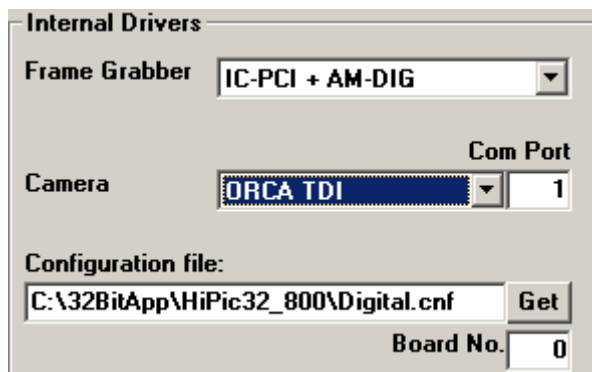 Internal Drivers
Frame Grabber IC-PCI + AM-DIG
Com Port
Camera ORCA TDI 1
Configuration file:
C:\32BitApp\HiPic32_800\Digital.cnf Get
Board No. 0